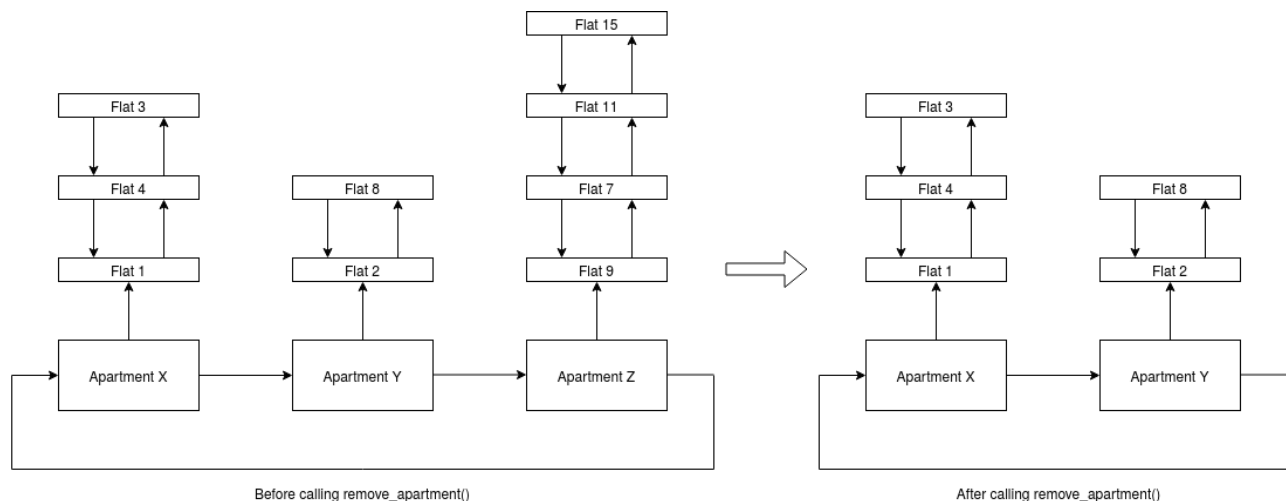 Flat 15
Flat 3
Flat 11
Flat 3
Flat 4
Flat 8
Flat 7
Flat 4
Flat 8
Flat 1
Flat 2
Flat 9
Flat 1
Flat 2
Apartment X
Apartment Y
Apartment Z
Apartment X
Apartment Y
Before calling remove_apartment()
After calling remove_apartment()